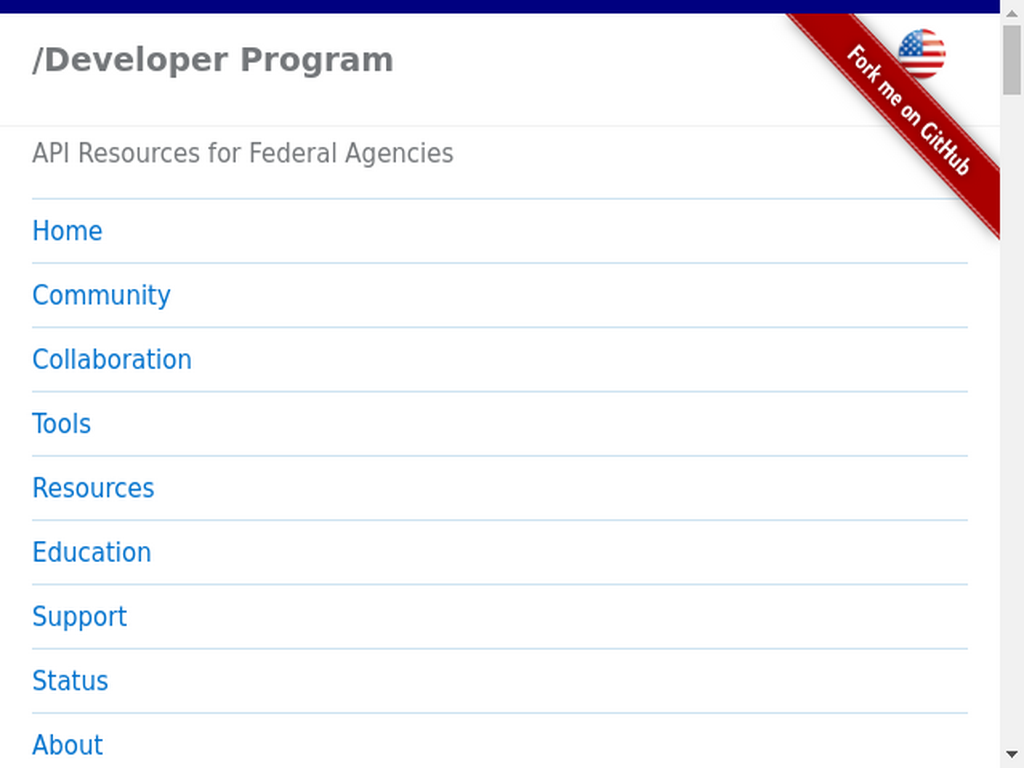 /Developer Program
Fork me on GitHub
API Resources for Federal Agencies
Home
Community
Collaboration
Tools
Resources
Education
Support
Status
About